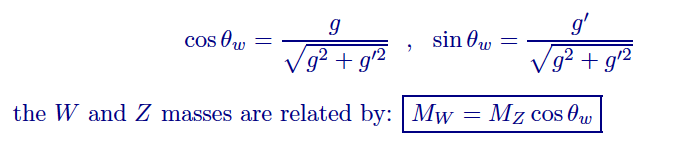 cos θ_w = g / √(g² + g′²) , sin θ_w = g′ / √(g² + g′²)
the W and Z masses are related by: M_W = M_Z cos θ_w